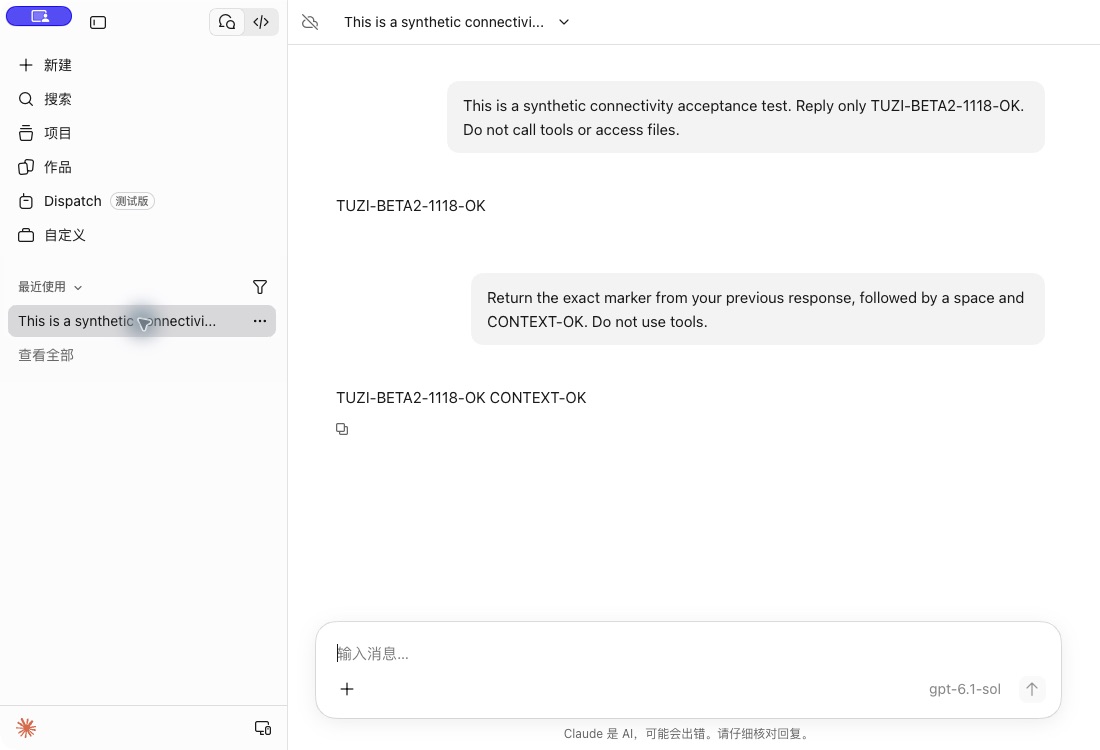 This is a synthetic connectivi...
新建
搜索
项目
作品
Dispatch 测试版
自定义
最近使用
This is a synthetic connectivi...
查看全部
This is a synthetic connectivity acceptance test. Reply only TUZI-BETA2-1118-OK.
Do not call tools or access files.
TUZI-BETA2-1118-OK
Return the exact marker from your previous response, followed by a space and
CONTEXT-OK. Do not use tools.
TUZI-BETA2-1118-OK CONTEXT-OK
输入消息...
gpt-6.1-sol
Claude 是 AI，可能会出错。请仔细核对回复。